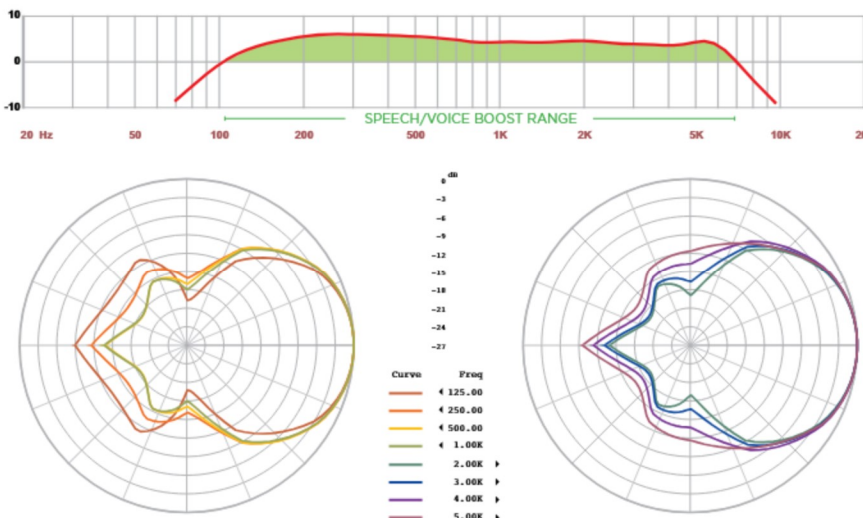 10
0
-10
SPEECH/VOICE BOOST RANGE
20 Hz 50 100 200 500 1K 2K 5K 10K
dB
0
-3
-6
-9
-12
-15
-18
-21
-24
-27
Curve Freq
125.00
250.00
500.00
1.00K
2.00K
3.00K
4.00K
5.00K